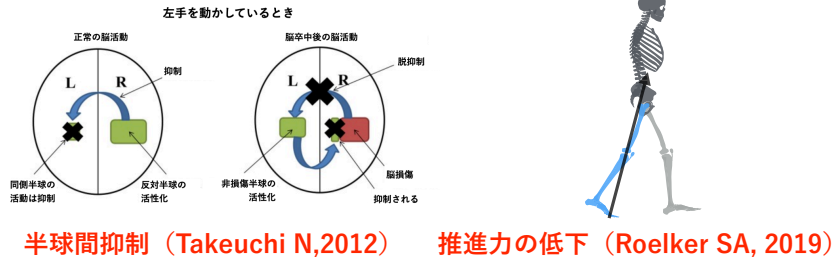 左手を動かしているとき
正常の脳活動
脳卒中後の脳活動
L
R
抑制
L
R
脱抑制
同側半球の
活動は抑制
反対半球の
活性化
非損傷半球の
活性化
脳損傷
抑制される
半球間抑制（Takeuchi N,2012）
推進力の低下（Roelker SA, 2019）